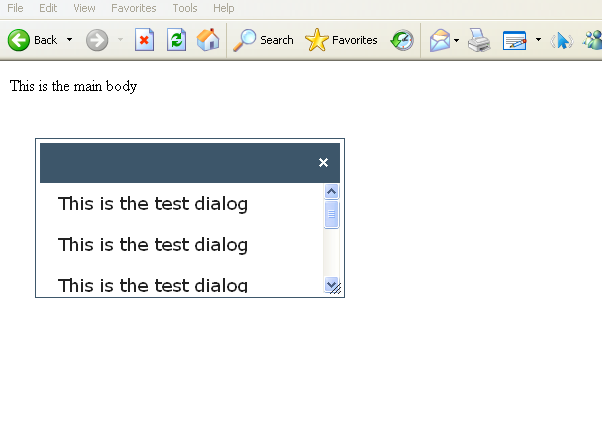 File Edit View Favorites Tools Help
Back Search Favorites
This is the main body
This is the test dialog
This is the test dialog
This is the test dialog